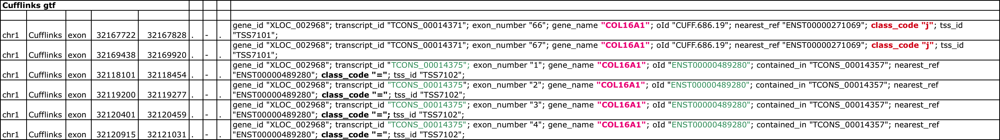 Cufflinks gtf
gene_id "XLOC_002968"; transcript_id "TCONS_00014371"; exon_number "66"; gene_name "COL16A1"; oId "CUFF.686.19"; nearest_ref "ENST00000271069"; class_code "j"; tss_id
chr1 Cufflinks exon 32167722 32167828 . - . "TSS7101";
gene_id "XLOC_002968"; transcript_id "TCONS_00014371"; exon_number "67"; gene_name "COL16A1"; oId "CUFF.686.19"; nearest_ref "ENST00000271069"; class_code "j"; tss_id
chr1 Cufflinks exon 32169438 32169920 . - . "TSS7101";
gene_id "XLOC_002968"; transcript_id "TCONS_00014375"; exon_number "1"; gene_name "COL16A1"; oId "ENST00000489280"; contained_in "TCONS_00014357"; nearest_ref
chr1 Cufflinks exon 32118101 32118454 . - . "ENST00000489280"; class_code "="; tss_id "TSS7102";
gene_id "XLOC_002968"; transcript_id "TCONS_00014375"; exon_number "2"; gene_name "COL16A1"; oId "ENST00000489280"; contained_in "TCONS_00014357"; nearest_ref
chr1 Cufflinks exon 32119200 32119277 . - . "ENST00000489280"; class_code "="; tss_id "TSS7102";
gene_id "XLOC_002968"; transcript_id "TCONS_00014375"; exon_number "3"; gene_name "COL16A1"; oId "ENST00000489280"; contained_in "TCONS_00014357"; nearest_ref
chr1 Cufflinks exon 32120401 32120459 . - . "ENST00000489280"; class_code "="; tss_id "TSS7102";
gene_id "XLOC_002968"; transcript_id "TCONS_00014375"; exon_number "4"; gene_name "COL16A1"; oId "ENST00000489280"; contained_in "TCONS_00014357"; nearest_ref
chr1 Cufflinks exon 32120915 32121031 . - . "ENST00000489280"; class_code "="; tss_id "TSS7102";